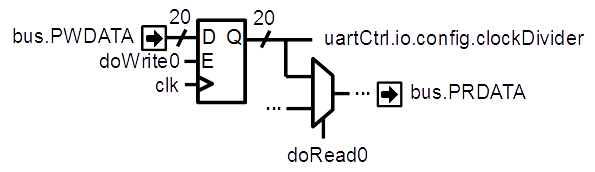 20
20
bus.PWDATA
D
Q
uartCtrl.io.config.clockDivider
doWrite0
E
clk
...
...
bus.PRDATA
doRead0